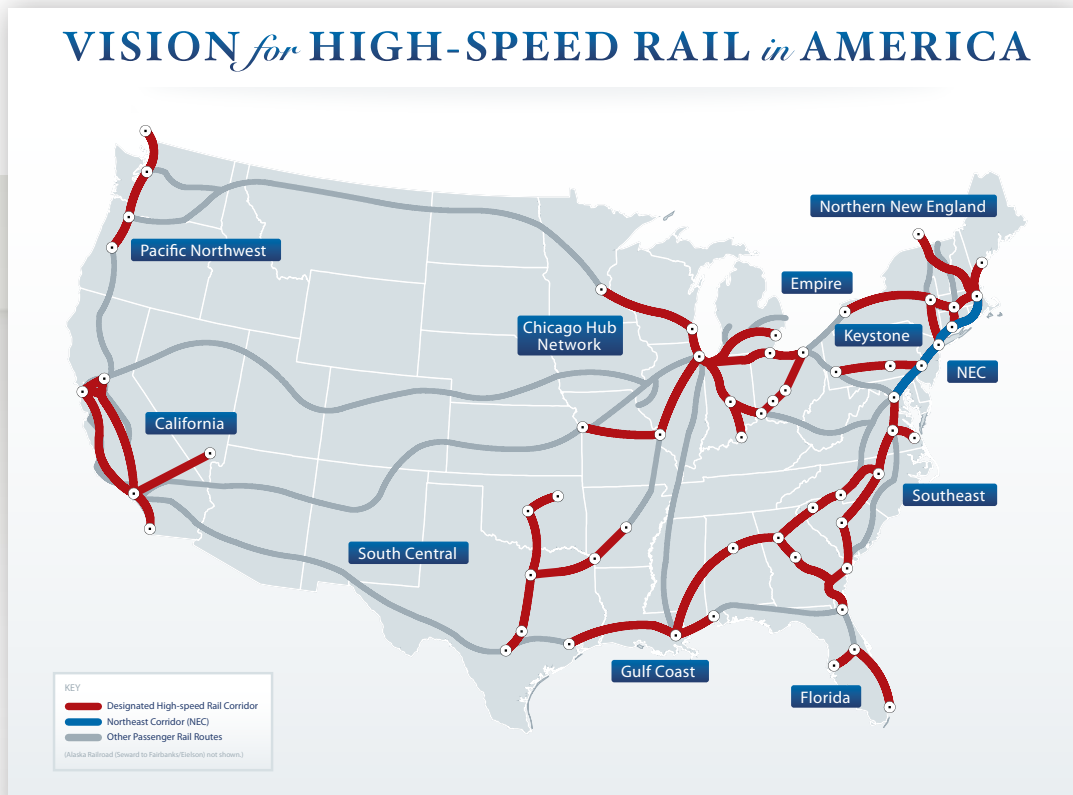 VISION for HIGH-SPEED RAIL in AMERICA
Northern New England
Pacific Northwest
Empire
Chicago Hub
Network
Keystone
NEC
California
Southeast
South Central
Gulf Coast
Florida
KEY
Designated High-speed Rail Corridor
Northeast Corridor (NEC)
Other Passenger Rail Routes
(Alaska Railroad (Seward to Fairbanks/Eielson) not shown.)